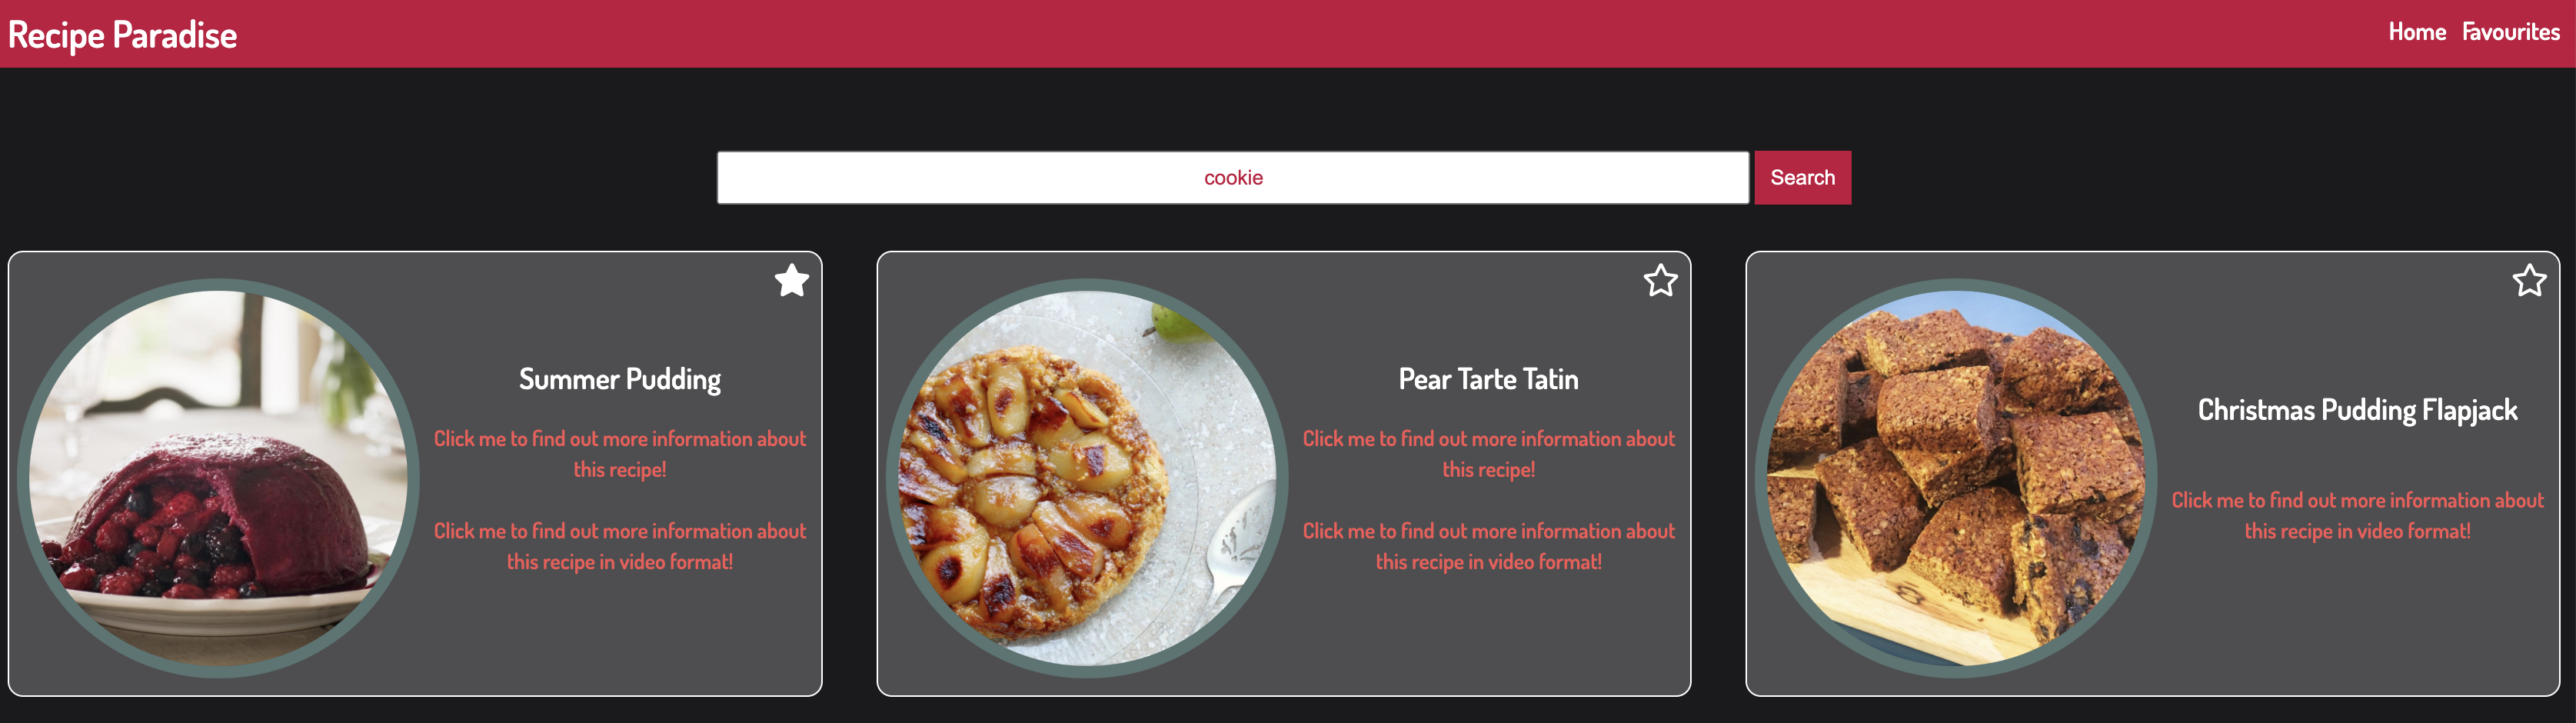 Recipe Paradise
Home Favourites
cookie
Search
Summer Pudding
Click me to find out more information about
this recipe!
Click me to find out more information about
this recipe in video format!
Pear Tarte Tatin
Click me to find out more information about
this recipe!
Click me to find out more information about
this recipe in video format!
Christmas Pudding Flapjack
Click me to find out more information about
this recipe in video format!